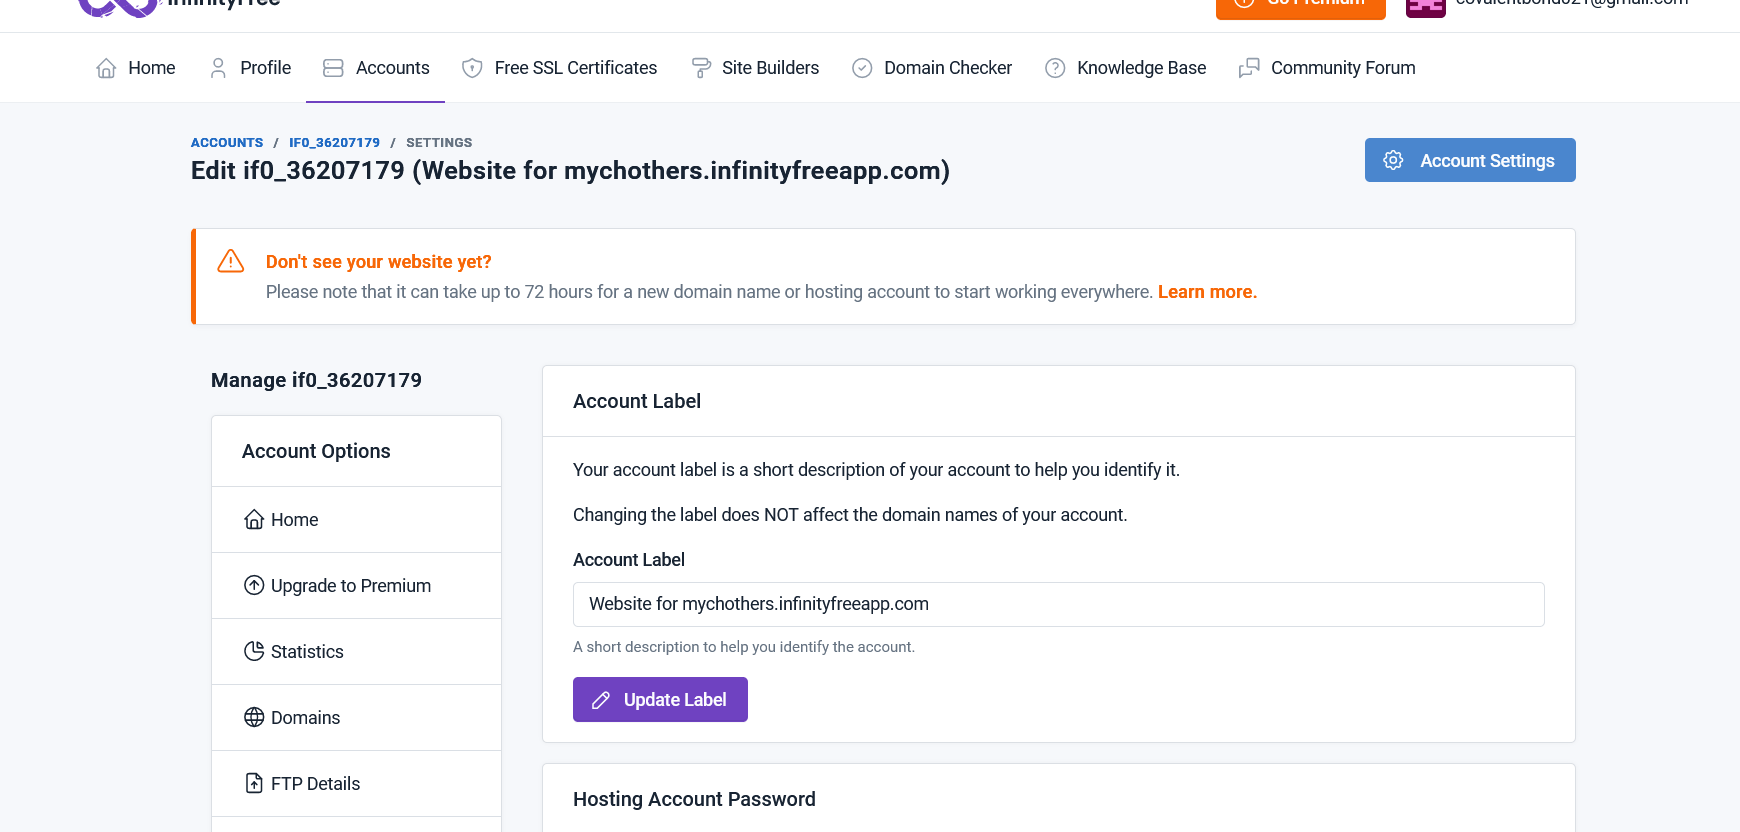 InfinityFree
Go Premium
Home
Profile
Accounts
Free SSL Certificates
Site Builders
Domain Checker
Knowledge Base
Community Forum
ACCOUNTS / IF0_36207179 / SETTINGS
Edit if0_36207179 (Website for mychothers.infinityfreeapp.com)
Account Settings
Don't see your website yet?
Please note that it can take up to 72 hours for a new domain name or hosting account to start working everywhere. Learn more.
Manage if0_36207179
Account Options
Home
Upgrade to Premium
Statistics
Domains
FTP Details
Account Label
Your account label is a short description of your account to help you identify it.
Changing the label does NOT affect the domain names of your account.
Account Label
Website for mychothers.infinityfreeapp.com
A short description to help you identify the account.
Update Label
Hosting Account Password